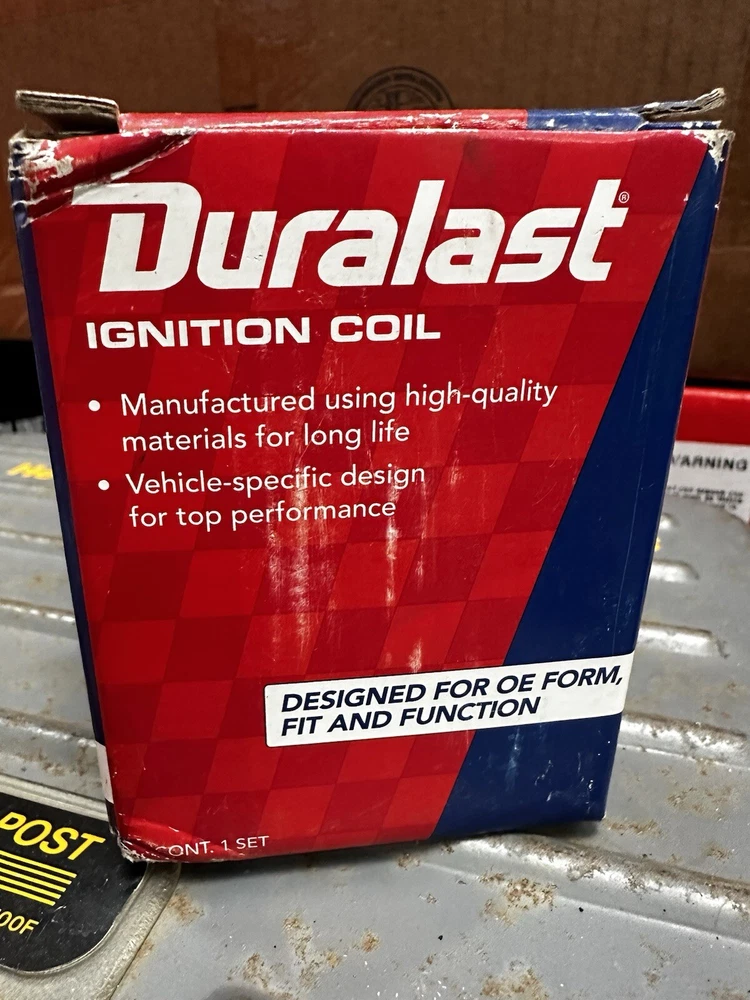 Duralast®
IGNITION COIL
• Manufactured using high-quality
materials for long life
• Vehicle-specific design
for top performance
DESIGNED FOR OE FORM,
FIT AND FUNCTION
CONT. 1 SET
WARNING
POST